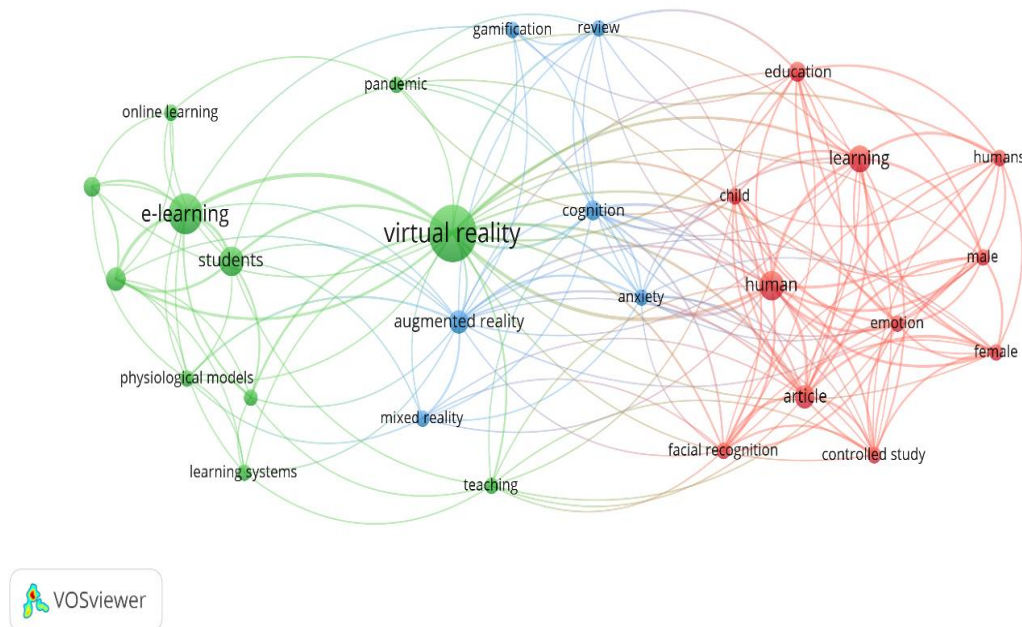 gamification
review
education
pandemic
online learning
learning
humans
child
e-learning
cognition
virtual reality
students
male
human
anxiety
augmented reality
emotion
female
physiological models
article
mixed reality
facial recognition
controlled study
learning systems
teaching
VOSviewer